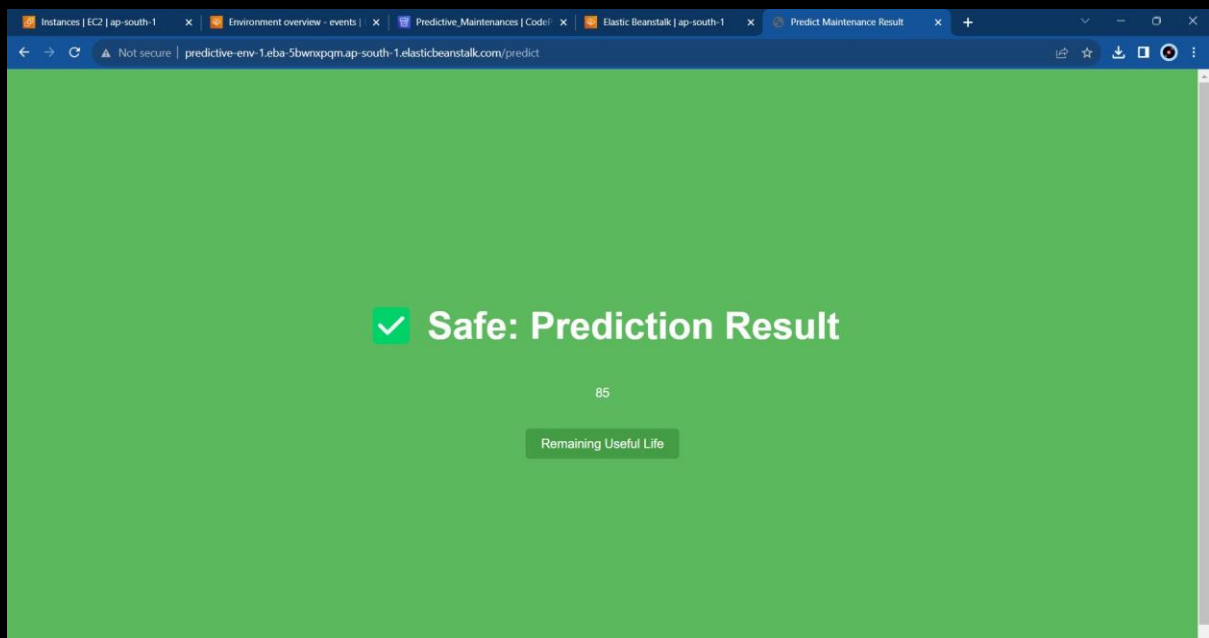 Instances | EC2 | ap-south-1
Environment overview - events |
Predictive_Maintenances | CodeP
Elastic Beanstalk | ap-south-1
Predict Maintenance Result
Not secure | predictive-env-1.eba-5bwnxpqm.ap-south-1.elasticbeanstalk.com/predict
Safe: Prediction Result
85
Remaining Useful Life